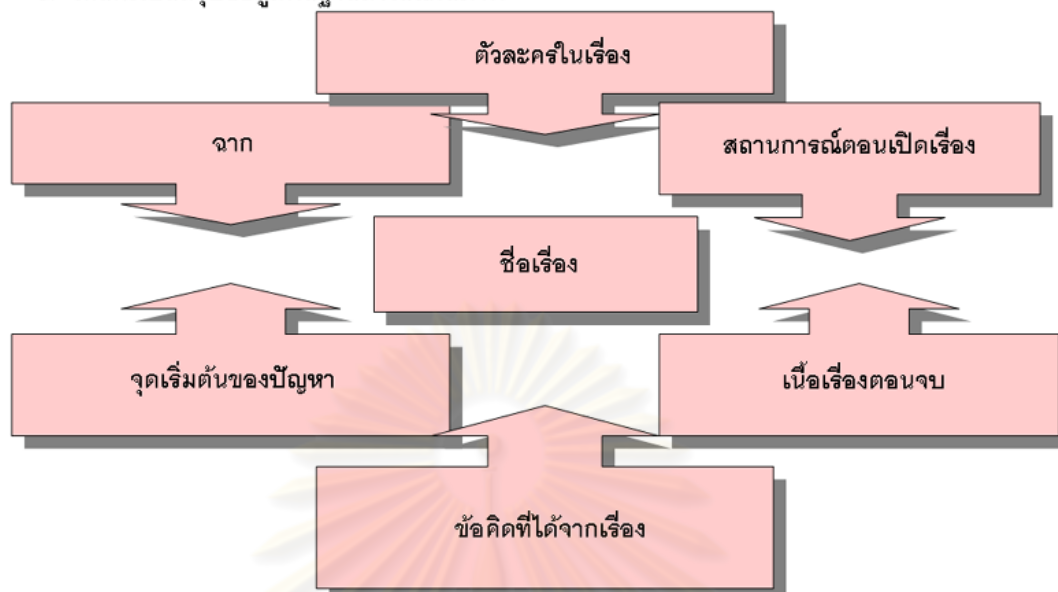 ตัวละครในเรื่อง
ฉาก
สถานการณ์ตอนเปิดเรื่อง
ชื่อเรื่อง
จุดเริ่มต้นของปัญหา
เนื้อเรื่องตอนจบ
ข้อคิดที่ได้จากเรื่อง